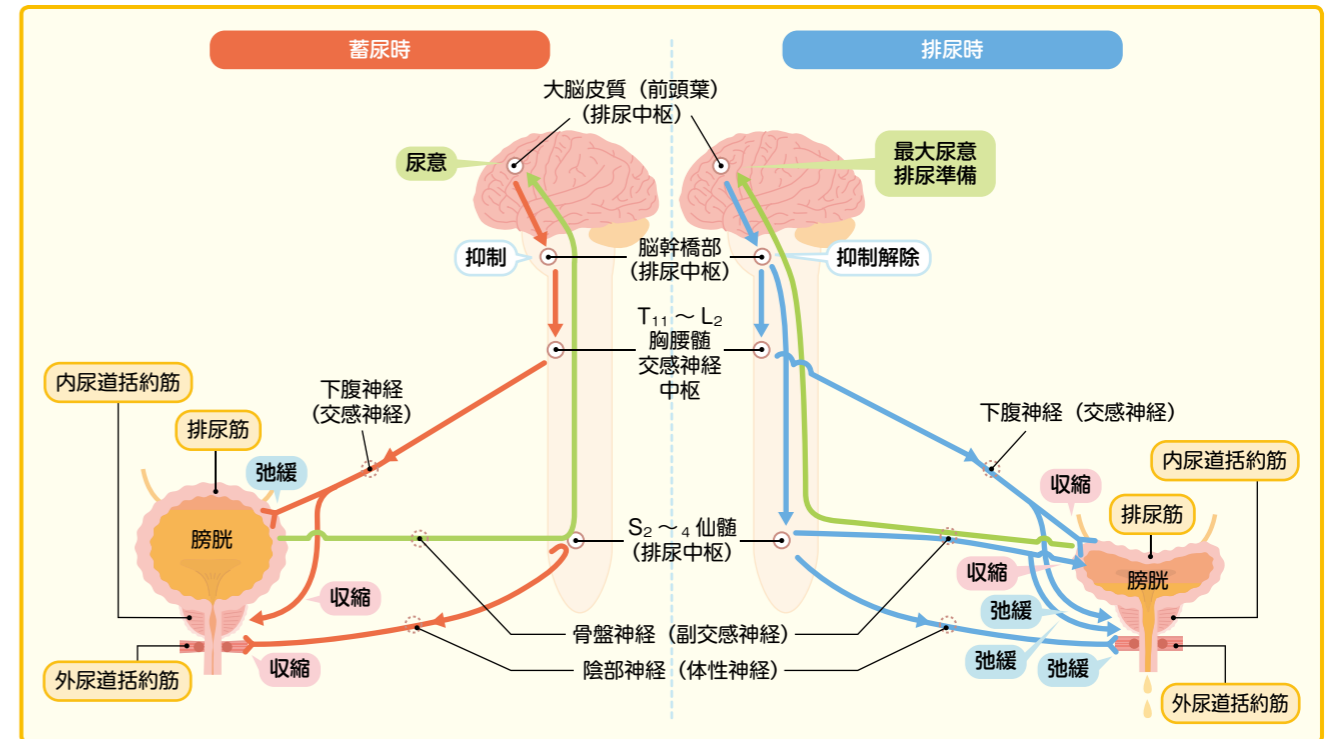 蓄尿時
排尿時
大脳皮質（前頭葉）
（排尿中枢）
尿意
最大尿意
排尿準備
抑制
脳幹橋部
（排尿中枢）
抑制解除
T₁₁～L₂
胸腰髄
交感神経
中枢
内尿道括約筋
下腹神経
（交感神経）
排尿筋
弛緩
膀胱
収縮
収縮
外尿道括約筋
S₂～₄仙髄
（排尿中枢）
骨盤神経（副交感神経）
陰部神経（体性神経）
下腹神経（交感神経）
内尿道括約筋
収縮
排尿筋
収縮
膀胱
弛緩
弛緩
弛緩
外尿道括約筋